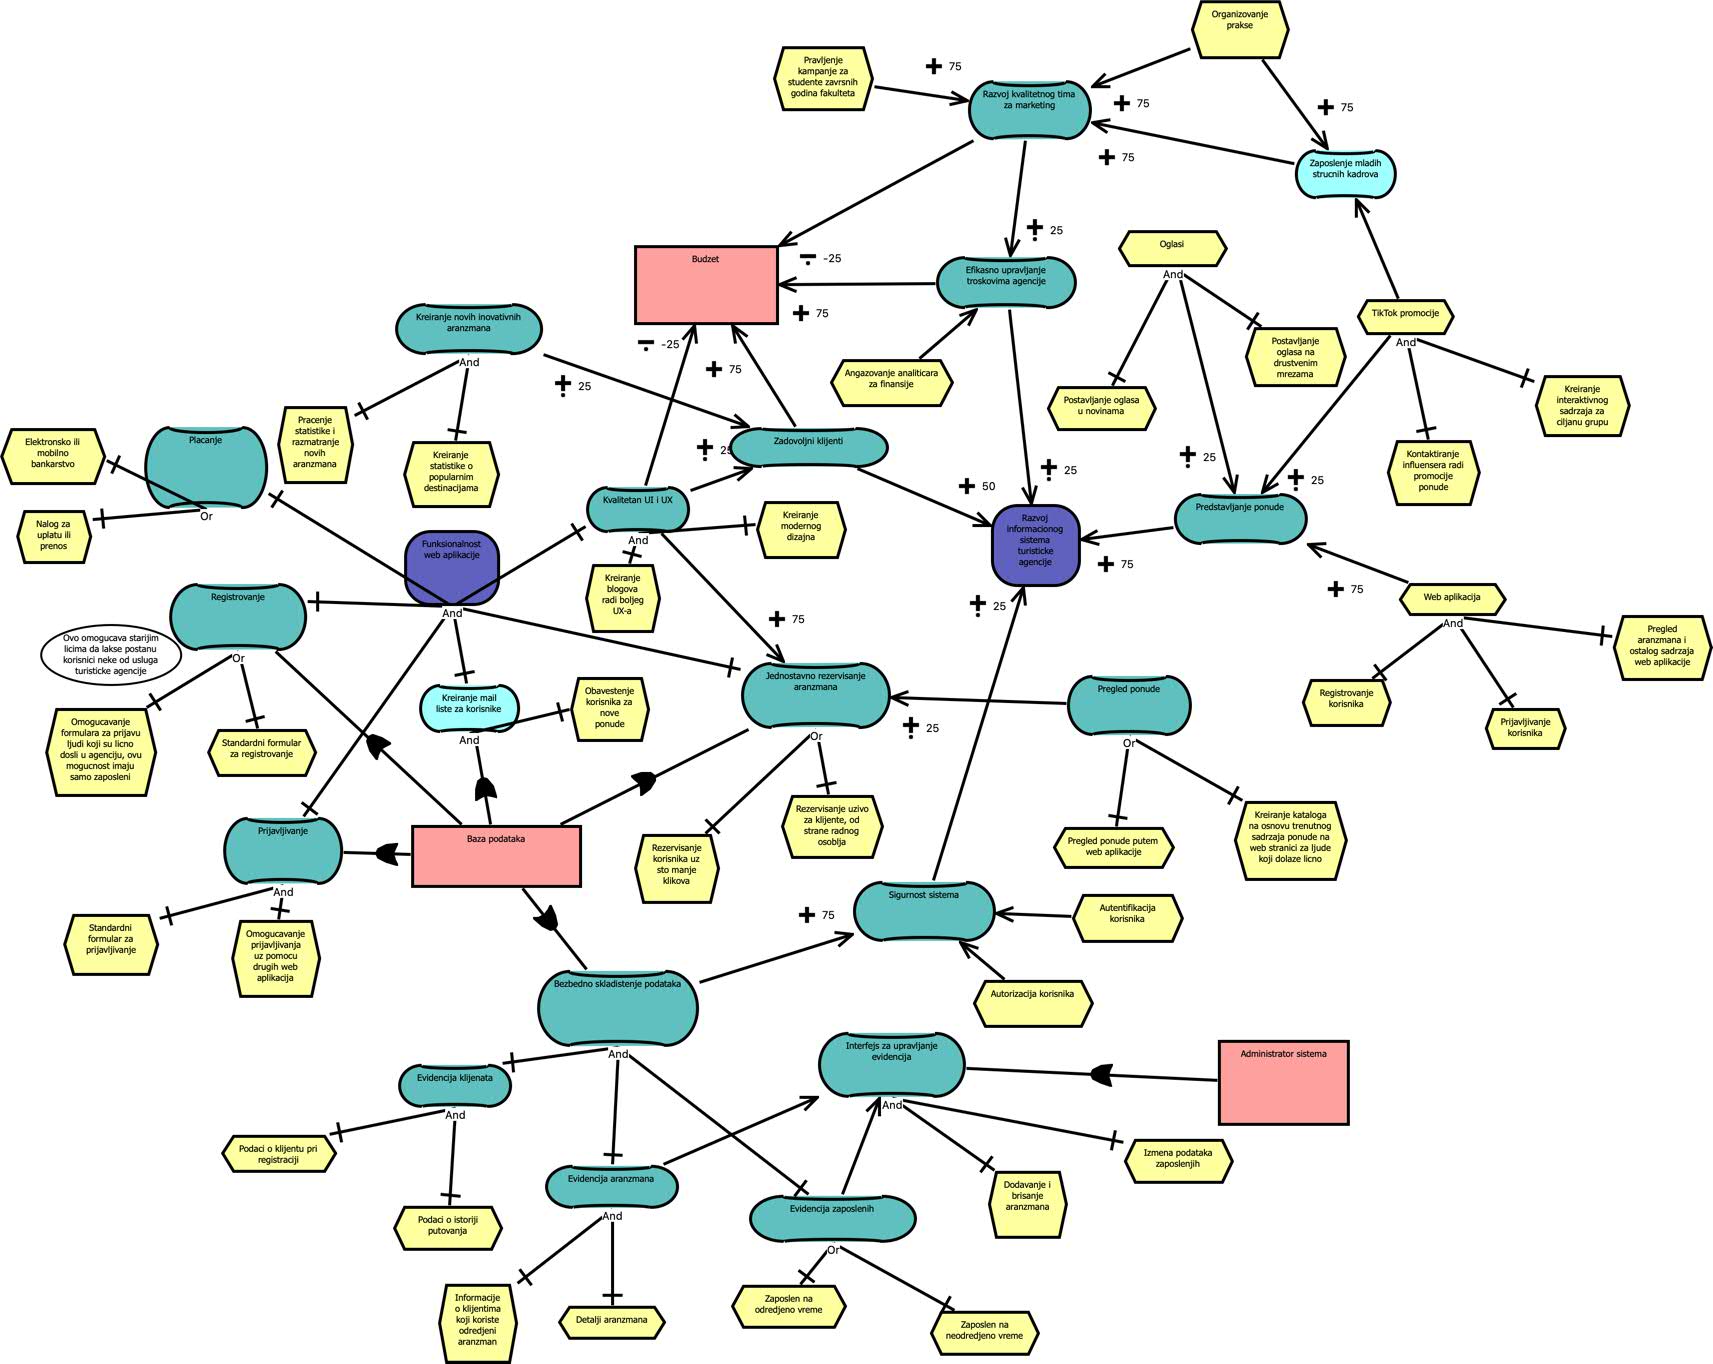 Organizovanje
prakse
Pravljenje
kampanje za
studente zavrsnih
godina fakulteta
75
Razvoj kvalitetnog tima
za marketing
75
75
75
Zaposlenje mladih
strucnih kadrova
25
Oglasi
And
Budzet
-25
Efikasno upravljanje
troskovima agencije
75
Kreiranje novih inovativnih
aranzmana
And
TikTok promocije
And
-25
75
Postavljanje
oglasa na
drustvenim
mrezama
Angazovanje analiticara
za finansije
25
Postavljanje oglasa
u novinama
Kreiranje
interaktivnog
sadrzaja za
ciljanu grupu
Pracenje
statistike i
razmatranje
novih
aranzmana
Elektronsko ili
mobilno
bankarstvo
Placanje
Or
Kreiranje
statistike o
popularnim
destinacijama
25
Zadovoljni klijenti
25
25
25
Kontaktiranje
influensera radi
promocije
ponude
50
Kvalitetan UI i UX
And
Kreiranje
modernog
dizajna
Predstavljanje ponude
Nalog za
uplatu ili
prenos
Funksionalnost
web aplikacije
And
Razvoj
informacionog
sistema
turisticke
agencije
75
Kreiranje
blogova
radi boljeg
UX-a
75
Registrovanje
Or
75
25
Web aplikacija
And
Ovo omogucava starijim
licima da lakse postanu
korisnici neke od usluga
turisticke agencije
Pregled
aranzmana i
ostalog sadrzaja
web aplikacije
Kreiranje mail
liste za korisnike
And
Obavestenje
korisnika za
nove
ponude
Jednostavno rezervisanje
aranzmana
Or
25
Pregled ponude
Or
Registrovanje
korisnika
Prijavljivanje
korisnika
Omogucavanje
formulara za prijavu
ljudi koji su licno
dosli u agenciju, ovu
mogucnost imaju
samo zaposleni
Standardni formular
za registrovanje
Prijavljivanje
And
Baza podataka
Rezervisanje
korisnika uz
sto manje
klikova
Rezervisanje uzivo
za klijente, od
strane radnog
osoblja
Pregled ponude putem
web aplikacije
Kreiranje kataloga
na osnovu trenutnog
sadrzaja ponude na
web stranici za ljude
koji dolaze licno
Standardni
formular za
prijavljivanje
Omogucavanje
prijavljivanja
uz pomocu
drugih web
aplikacija
75
Sigurnost sistema
Autentifikacija
korisnika
Bezbedno skladistenje podataka
And
Autorizacija korisnika
Interfejs za upravljanje
evidencija
And
Administrator sistema
Evidencija klijenata
And
Podaci o klijentu pri
registraciji
Izmena podataka
zaposlenjih
Evidencija aranzmana
And
Dodavanje i
brisanje
aranzmana
Podaci o istoriji
putovanja
Evidencija zaposlenih
Or
Informacije
o klijentima
koji koriste
odredjeni
aranzman
Detalji aranzmana
Zaposlen na
odredjeno vreme
Zaposlen na
neodredjeno vreme